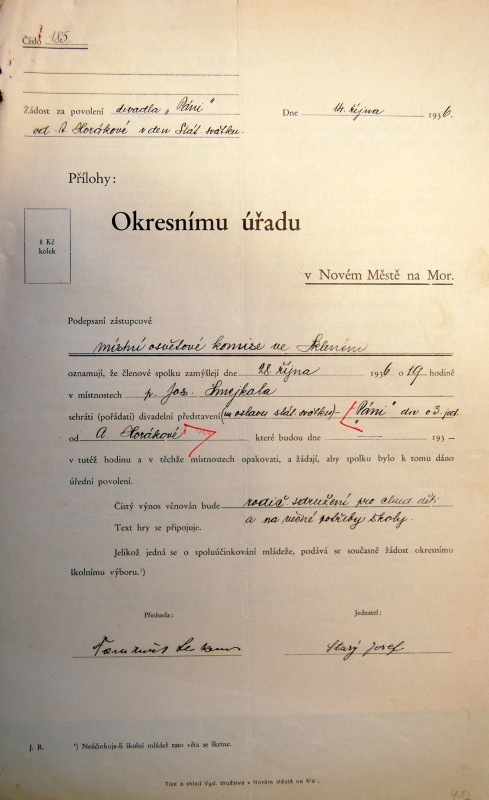 Číslo 185
Žádost za povolení divadla „Páni"
od A. Horákové v den Stát. svátku.
Dne 14. října 1936.
Přílohy:
8 Kč
kolek
Okresnímu úřadu
v Novém Městě na Mor.
Podepsaní zástupcové
místní osvětové komise ve Sklením
oznamují, že členové spolku zamýšlejí dne 28. října 1936 o 19 hodině
v místnostech p. Jos. Smejkala
sehráti (pořádati) divadelní představení (na oslavu stát. svátku) – „Páni" div. o 3. jed.
od A. Horákové které budou dne 193–
v tutéž hodinu a v těchže místnostech opakovati, a žádají, aby spolku bylo k tomu dáno
úřední povolení.
Čistý výnos věnován bude rodič. sdružení pro chud. děti
a na věcné potřeby školy.
Text hry se připojuje.
Jelikož jedná se o spoluúčinkování mládeže, podává se současně žádost okresnímu
školnímu výboru.¹)
Předseda:
Jednatel:
Starý Josef
J. R. ¹) Neúčinkuje-li školní mládež tato věta se škrtne.
Tisk a sklad Vyd. družstva v Novém Městě na Mor.